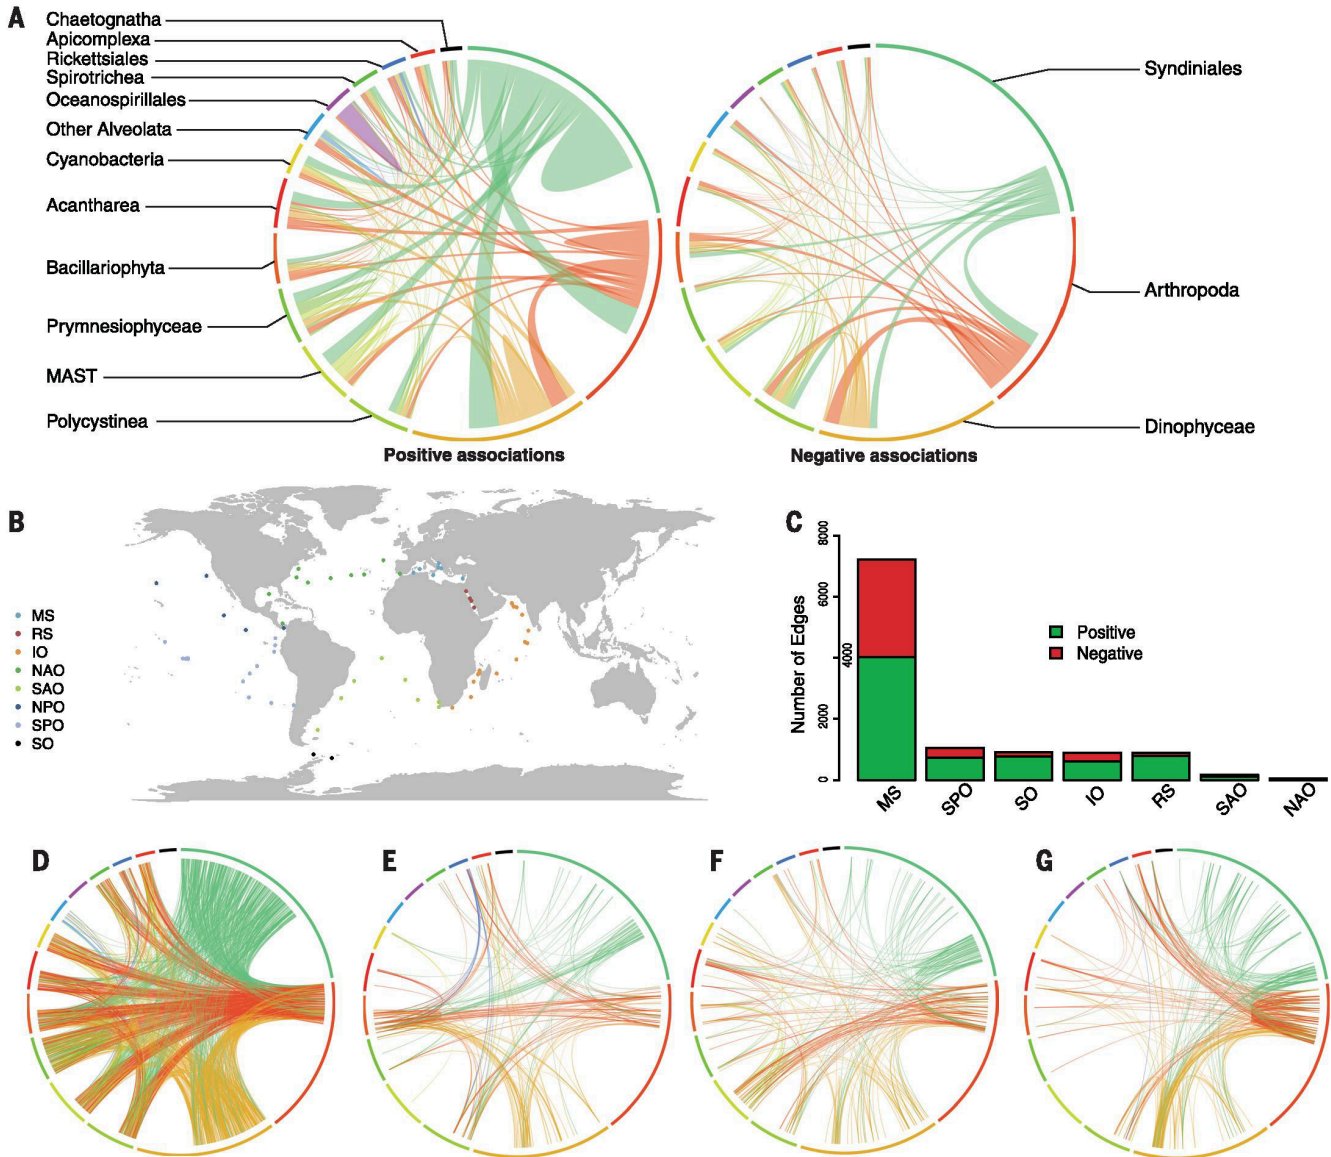 A
Chaetognatha
Apicomplexa
Rickettsiales
Spirotrichea
Oceanospirillales
Other Alveolata
Cyanobacteria
Acantharea
Bacillariophyta
Prymnesiophyceae
MAST
Polycystinea
Syndiniales
Arthropoda
Dinophyceae
Positive associations
Negative associations
B
MS
RS
IO
NAO
SAO
NPO
SPO
SO
C
Number of Edges
8000
6000
4000
2000
0
Positive
Negative
MS
SPO
SO
IO
RS
SAO
NAO
D
E
F
G